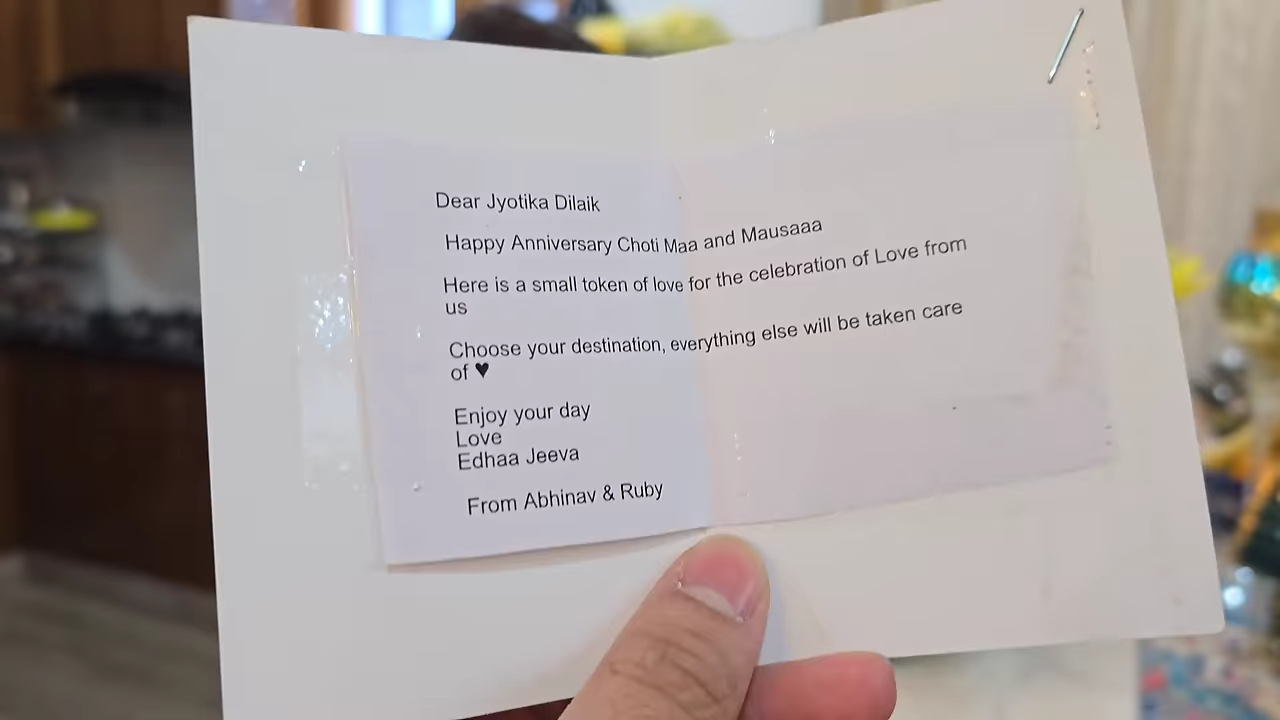 Dear Jyotika Dilaik
Happy Anniversary Choti Maa and Mausaaa
Here is a small token of love for the celebration of Love from
us
Choose your destination, everything else will be taken care
of ♥
Enjoy your day
Love
Edhaa Jeeva
From Abhinav & Ruby